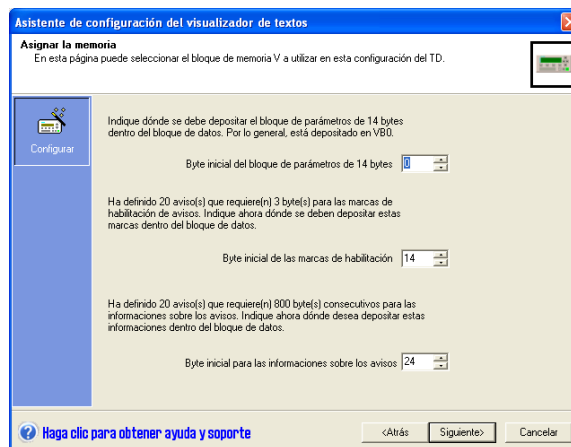 Asistente de configuración del visualizador de textos
Asignar la memoria
En esta página puede seleccionar el bloque de memoria V a utilizar en esta configuración del TD.
Configurar
Indique dónde se debe depositar el bloque de parámetros de 14 bytes
dentro del bloque de datos. Por lo general, está depositado en VB0.
Byte inicial del bloque de parámetros de 14 bytes 0
Ha definido 20 aviso(s) que requiere(n) 3 byte(s) para las marcas de
habilitación de avisos. Indique ahora dónde se deben depositar estas
marcas dentro del bloque de datos.
Byte inicial de las marcas de habilitación 14
Ha definido 20 aviso(s) que requiere(n) 800 byte(s) consecutivos para las
informaciones sobre los avisos. Indique ahora dónde desea depositar estas
informaciones dentro del bloque de datos.
Byte inicial para las informaciones sobre los avisos 24
Haga clic para obtener ayuda y soporte
<Atrás Siguiente> Cancelar